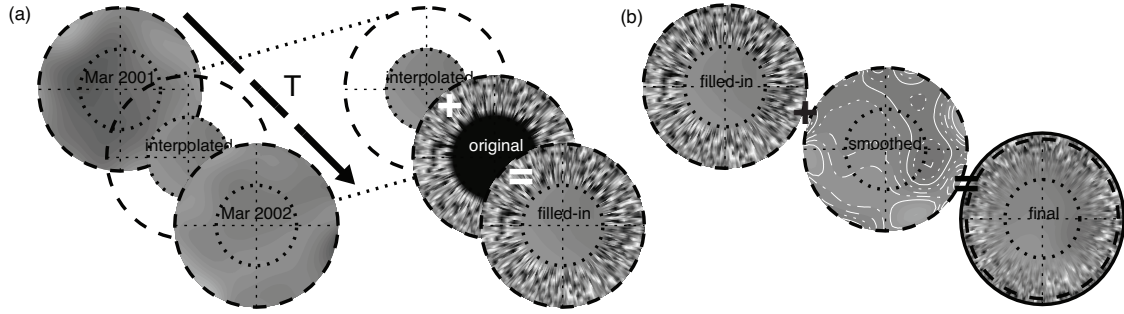 (a)
Mar 2001
interpolated
Mar 2002
T
interpolated
+
original
=
filled-in
(b)
filled-in
+
smoothed
=
final